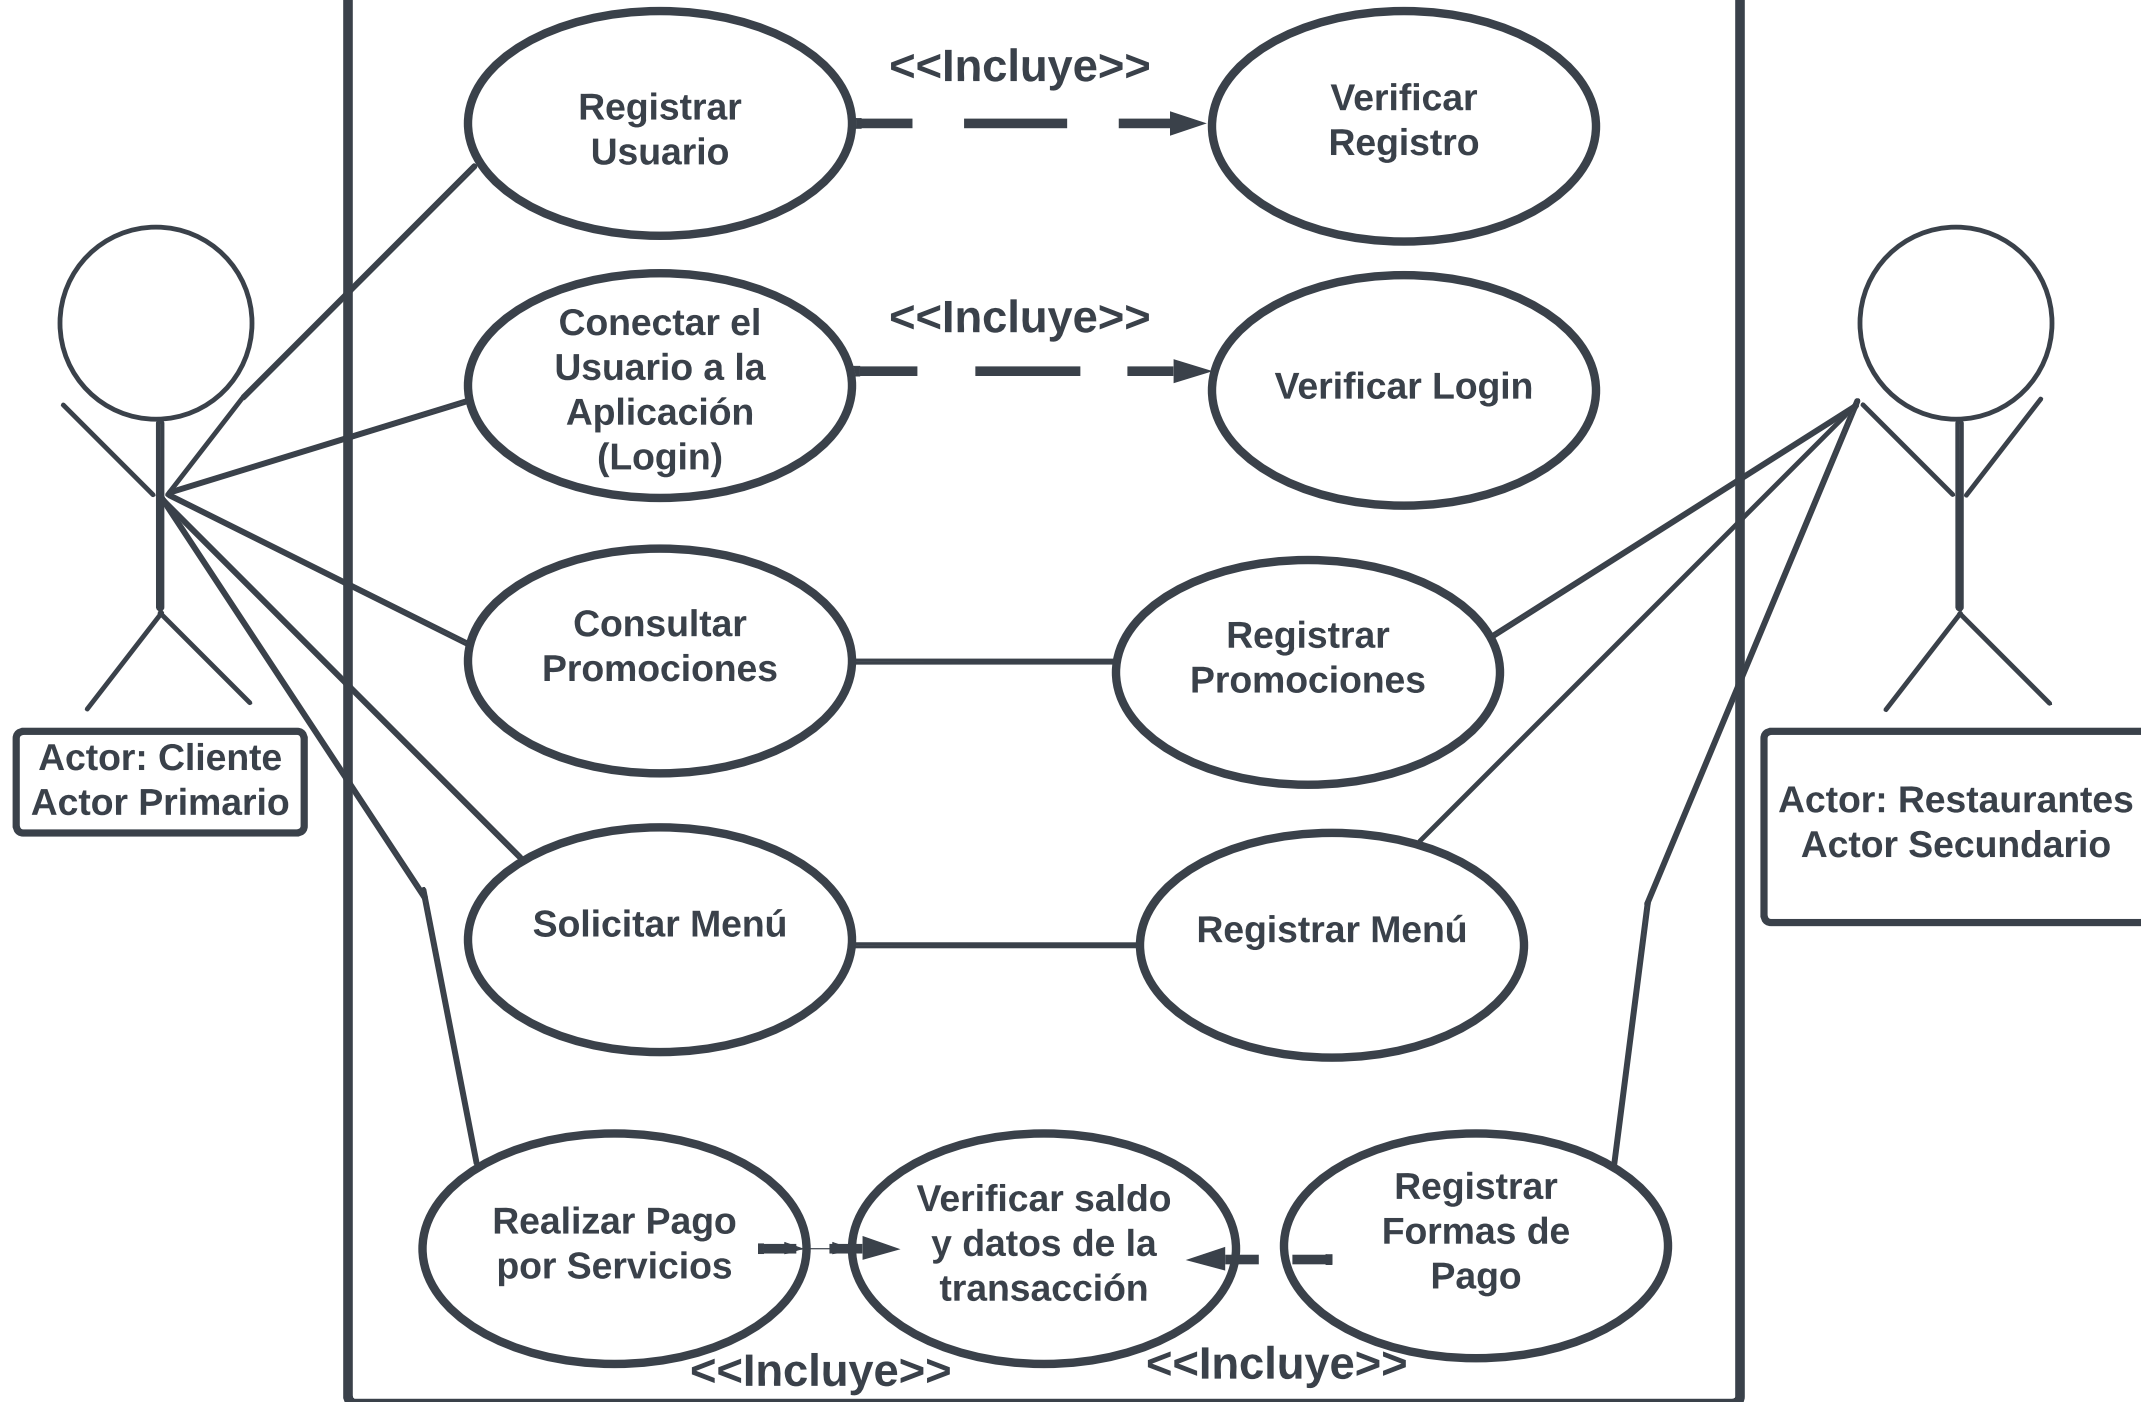 <<Incluye>>
Registrar
Usuario
Verificar
Registro
<<Incluye>>
Conectar el
Usuario a la
Aplicación
(Login)
Verificar Login
Consultar
Promociones
Registrar
Promociones
Actor: Cliente
Actor Primario
Actor: Restaurantes
Actor Secundario
Solicitar Menú
Registrar Menú
Realizar Pago
por Servicios
Verificar saldo
y datos de la
transacción
Registrar
Formas de
Pago
<<Incluye>>
<<Incluye>>